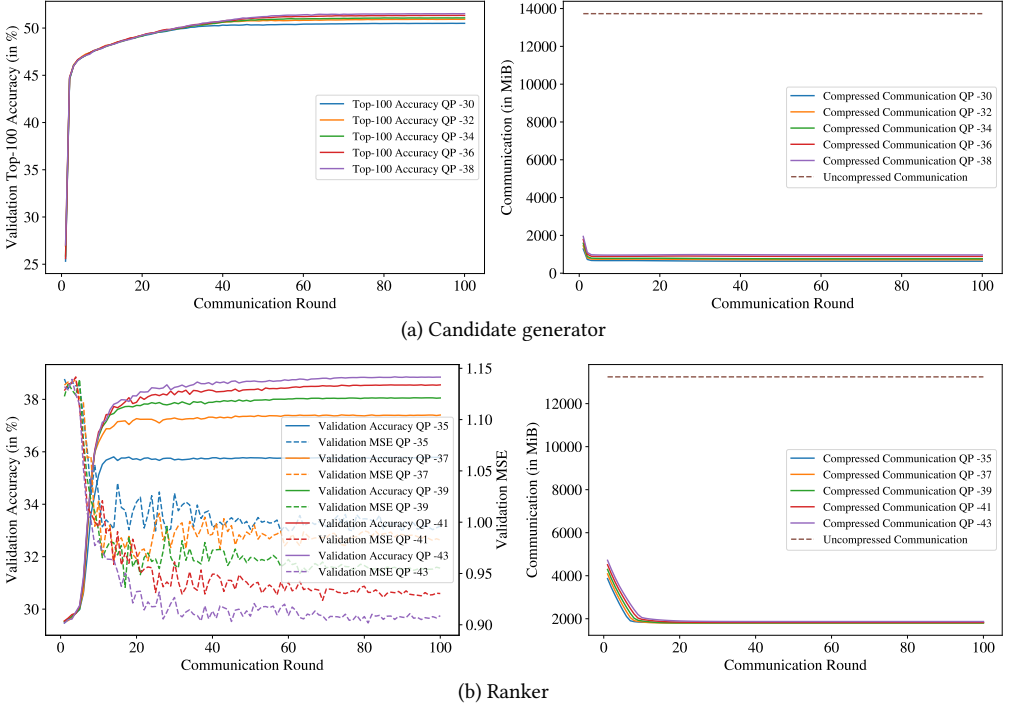 Validation Top-100 Accuracy (in %)
50
45
40
35
30
25
0
20
40
60
80
100
Communication Round
Top-100 Accuracy QP -30
Top-100 Accuracy QP -32
Top-100 Accuracy QP -34
Top-100 Accuracy QP -36
Top-100 Accuracy QP -38
Communication (in MiB)
14000
12000
10000
8000
6000
4000
2000
0
0
20
40
60
80
100
Communication Round
Compressed Communication QP -30
Compressed Communication QP -32
Compressed Communication QP -34
Compressed Communication QP -36
Compressed Communication QP -38
Uncompressed Communication
(a) Candidate generator
Validation Accuracy (in %)
38
36
34
32
30
0
20
40
60
80
100
Communication Round
1.15
1.10
1.05
1.00
0.95
0.90
Validation MSE
Validation Accuracy QP -35
Validation MSE QP -35
Validation Accuracy QP -37
Validation MSE QP -37
Validation Accuracy QP -39
Validation MSE QP -39
Validation Accuracy QP -41
Validation MSE QP -41
Validation Accuracy QP -43
Validation MSE QP -43
Communication (in MiB)
12000
10000
8000
6000
4000
2000
0
20
40
60
80
100
Communication Round
Compressed Communication QP -35
Compressed Communication QP -37
Compressed Communication QP -39
Compressed Communication QP -41
Compressed Communication QP -43
Uncompressed Communication
(b) Ranker